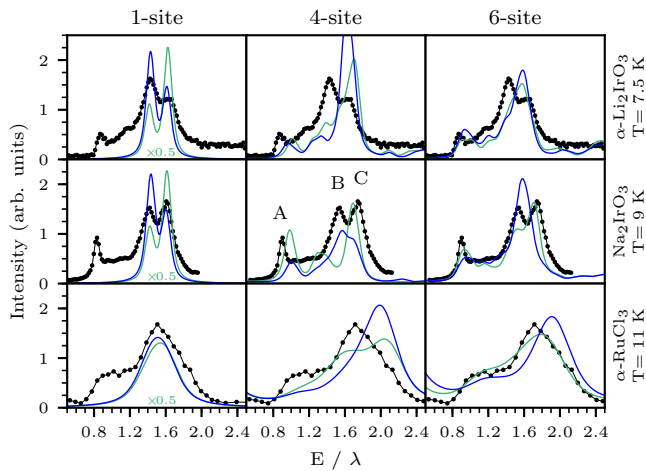 1-site 4-site 6-site
Intensity (arb. units)
2
1
0
×0.5
α-Li₂IrO₃
T= 7.5 K
2
1
0
×0.5
A B C
Na₂IrO₃
T= 9 K
2
1
0
×0.5
α-RuCl₃
T= 11 K
0.8 1.2 1.6 2.0 2.4 0.8 1.2 1.6 2.0 2.4 0.8 1.2 1.6 2.0 2.4
E / λ